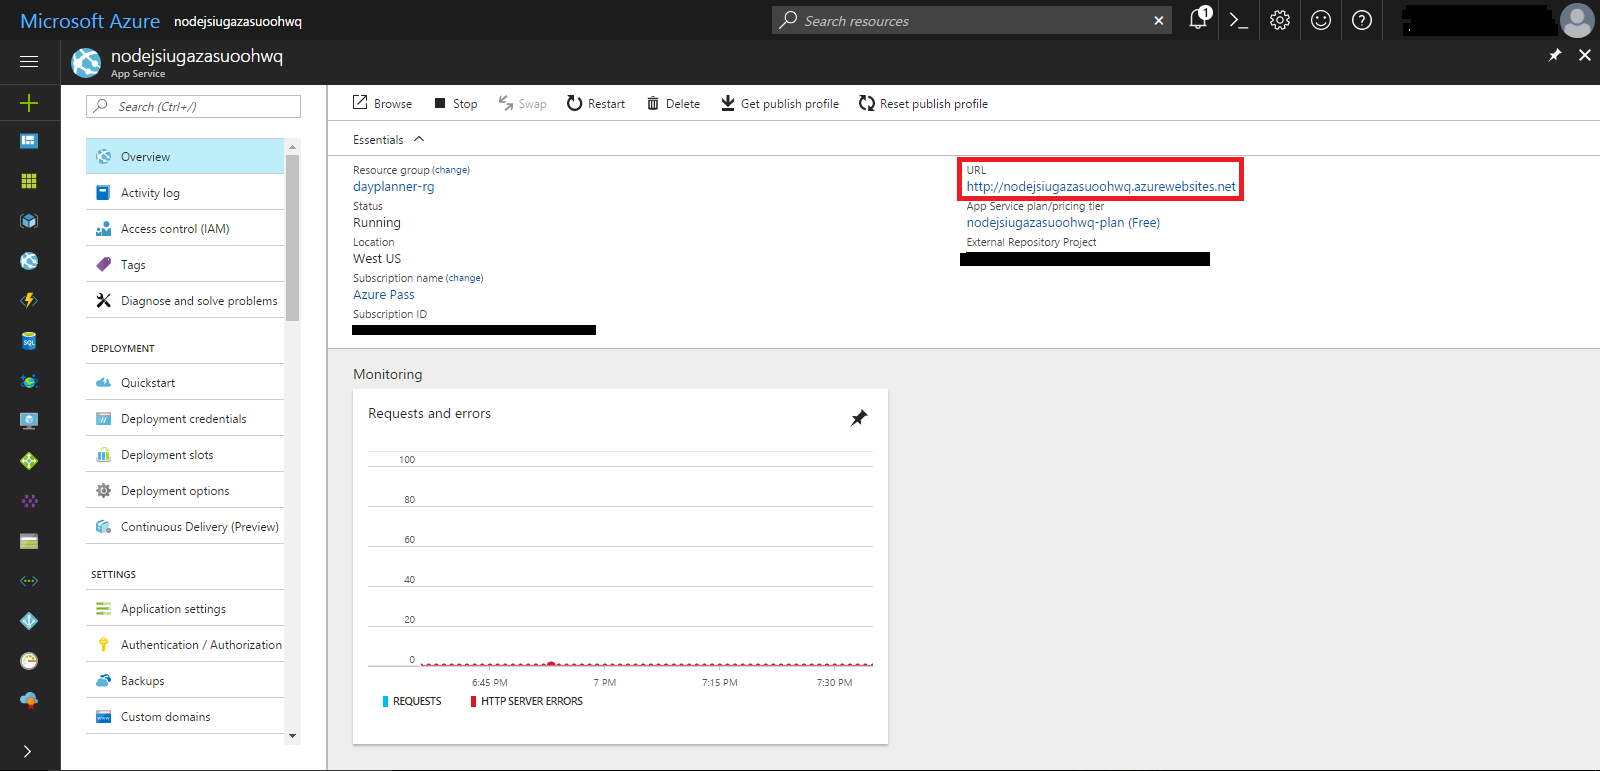 Microsoft Azure nodejsiugazasuoohwq
Search resources
1
nodejsiugazasuoohwq
App Service
Search (Ctrl+/)
Overview
Activity log
Access control (IAM)
Tags
Diagnose and solve problems
DEPLOYMENT
Quickstart
Deployment credentials
Deployment slots
Deployment options
Continuous Delivery (Preview)
SETTINGS
Application settings
Authentication / Authorization
Backups
Custom domains
Browse Stop Swap Restart Delete Get publish profile Reset publish profile
Essentials
Resource group (change)
dayplanner-rg
Status
Running
Location
West US
Subscription name (change)
Azure Pass
Subscription ID
URL
http://nodejsiugazasuoohwq.azurewebsites.net
App Service plan/pricing tier
nodejsiugazasuoohwq-plan (Free)
External Repository Project
Monitoring
Requests and errors
100
80
60
40
20
0
6:45 PM 7 PM 7:15 PM 7:30 PM
REQUESTS HTTP SERVER ERRORS
SQL